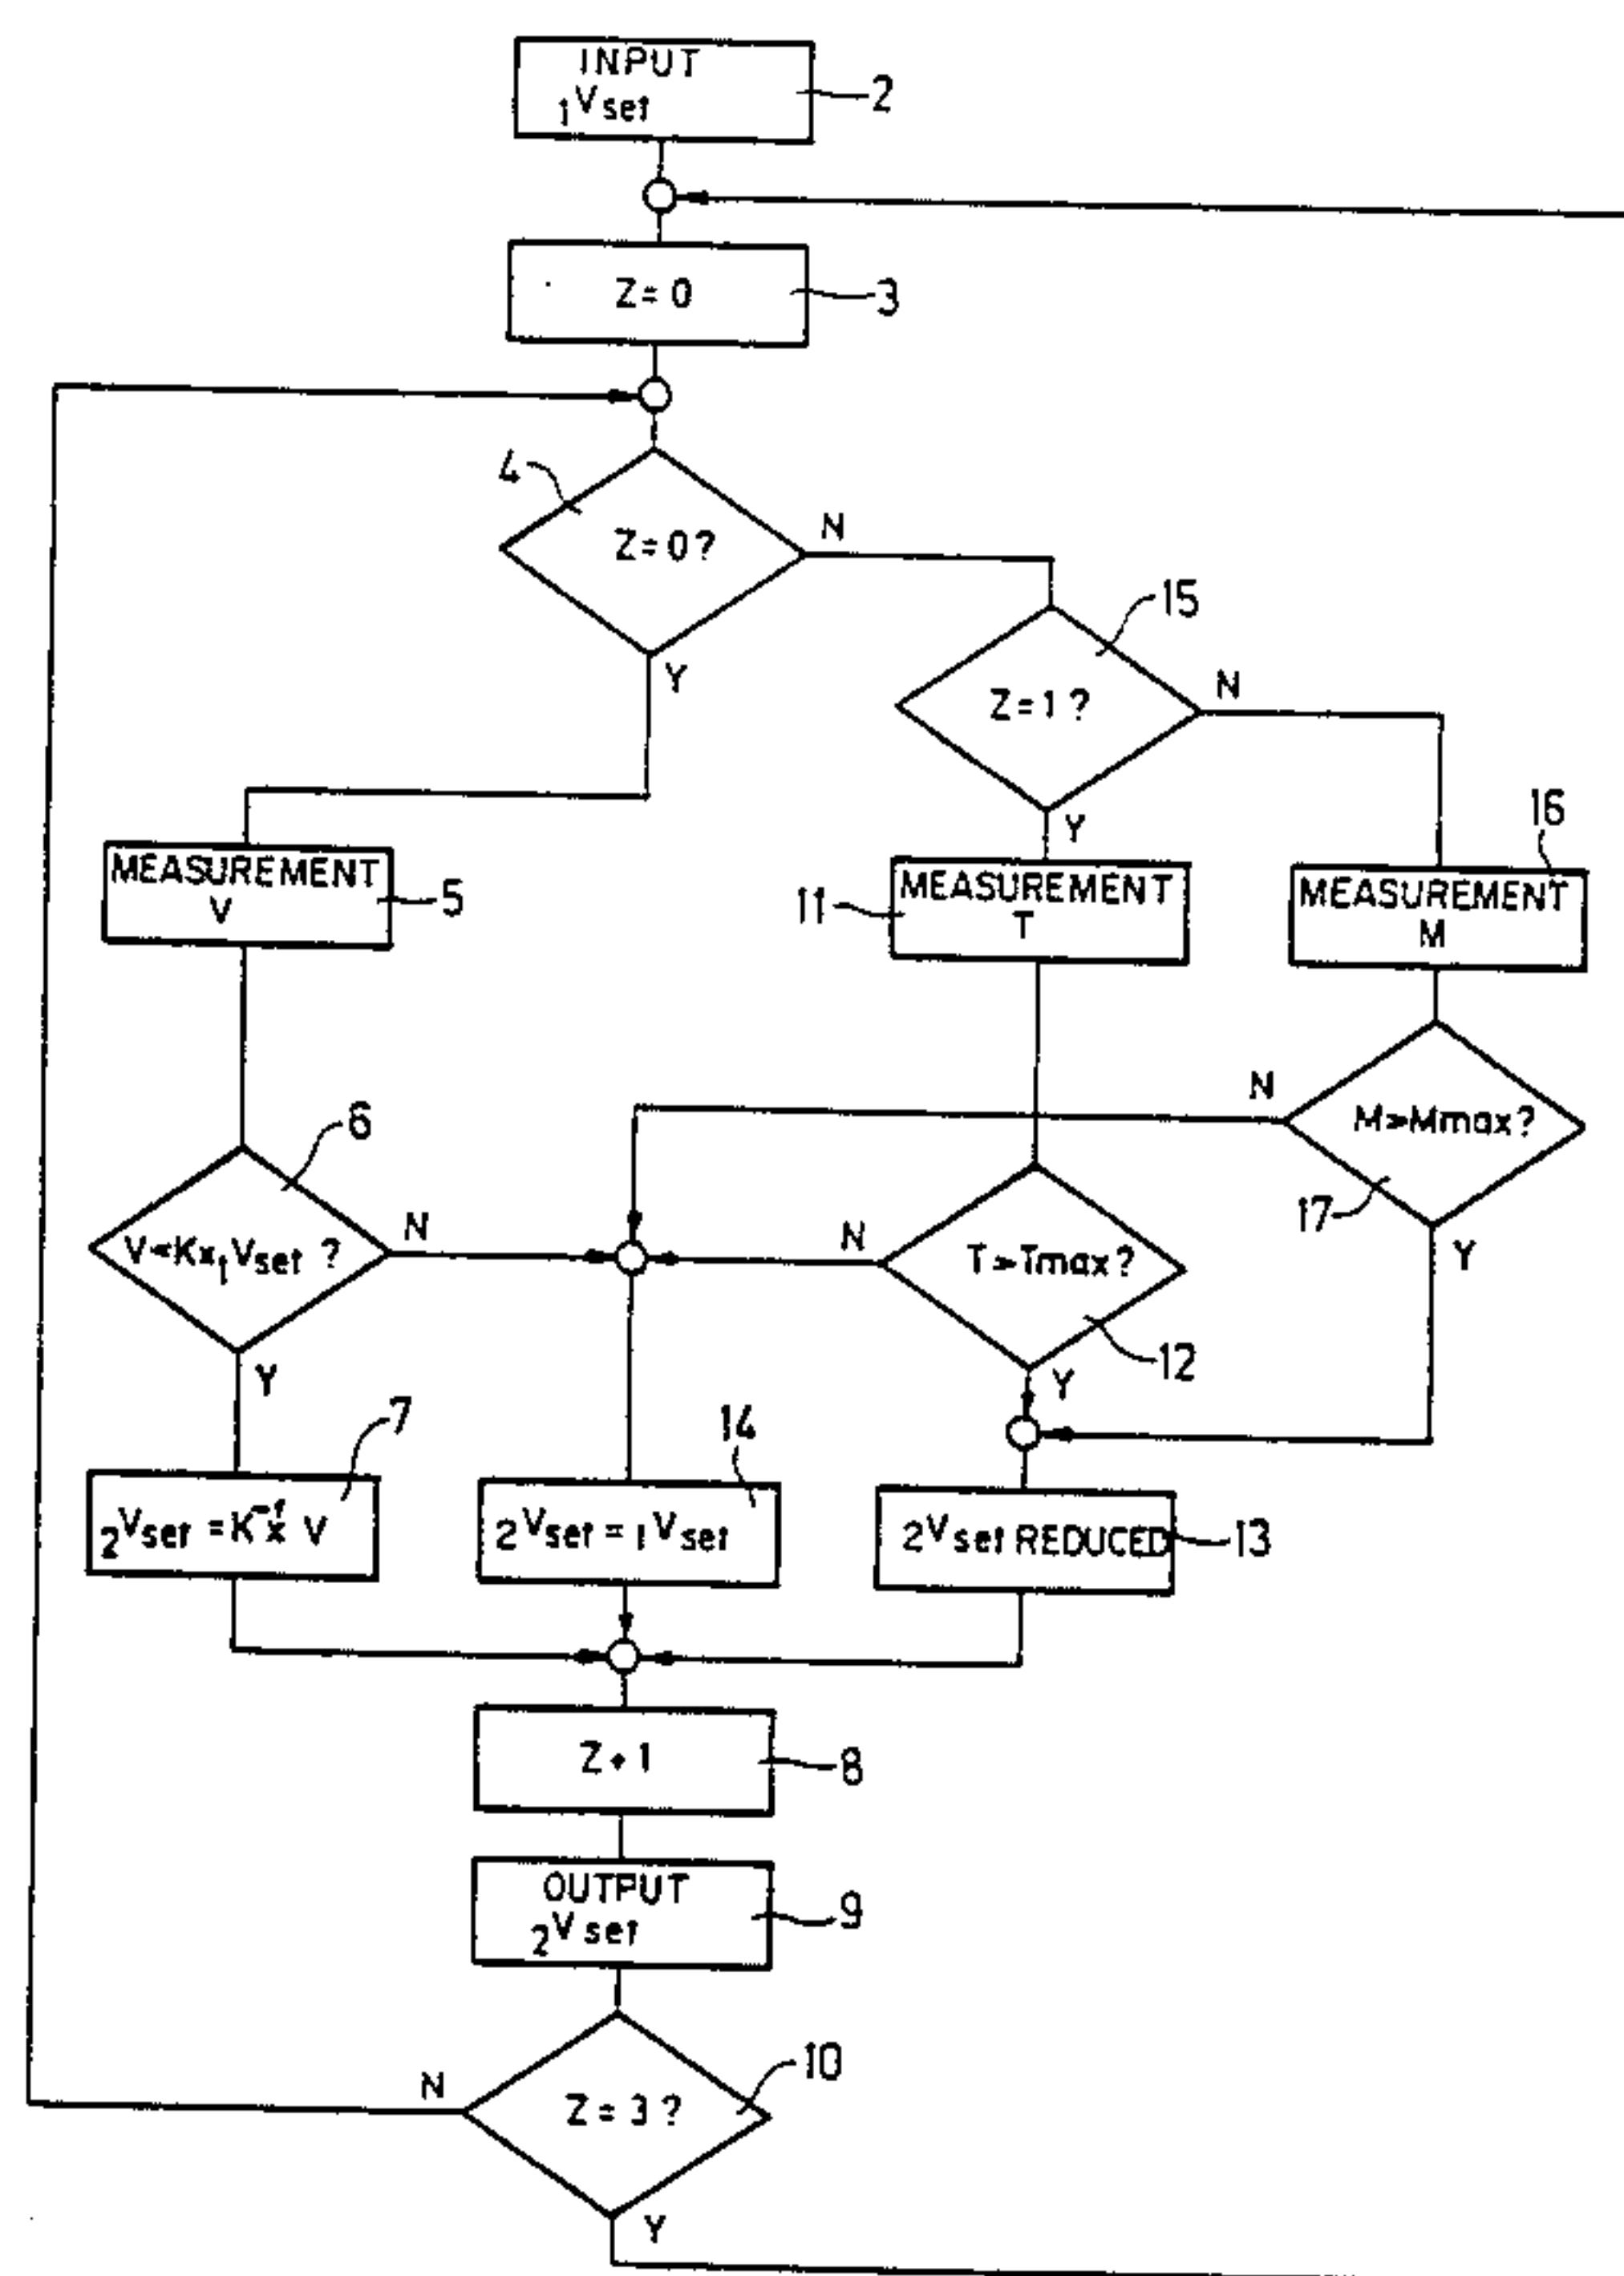 INPUT
₁Vset
2
Z=0
3
4
Z=0?
N
Y
15
Z=1?
N
Y
16
MEASUREMENT
V
5
11
MEASUREMENT
T
MEASUREMENT
M
6
N
M>Mmax?
17
Y
V<Kx₁Vset ?
N
Y
N
T>Tmax?
12
Y
7
14
₂Vset =K⁻¹x V
₂Vset = ₁Vset
₂Vset REDUCED
13
Z+1
8
OUTPUT
₂Vset
9
10
N
Z=3?
Y